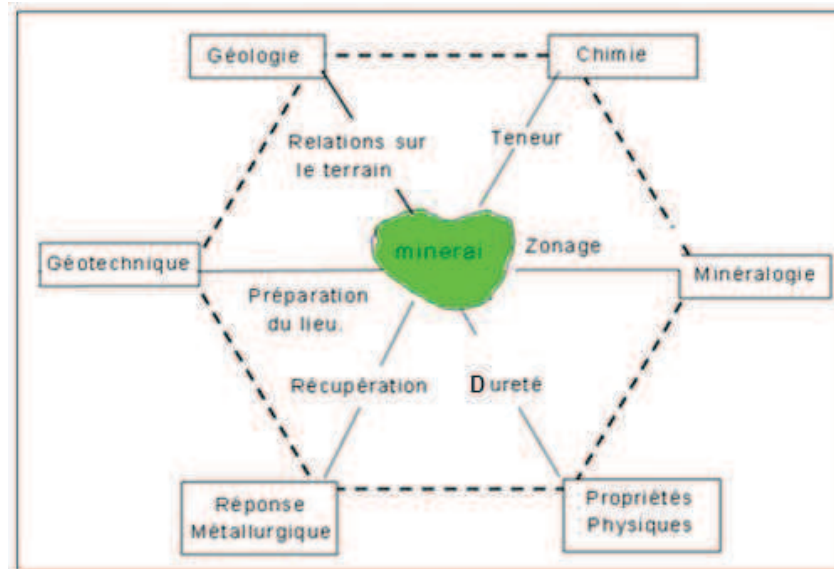 Géologie
Chimie
Relations sur
le terrain
Teneur
minerai
Zonage
Géotechnique
Minéralogie
Préparation
du lieu.
Récupération
Dureté
Réponse
Métallurgique
Propriétés
Physiques